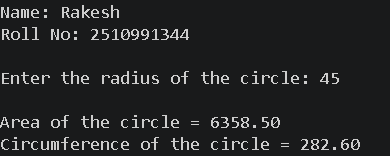 Name: Rakesh
Roll No: 2510991344
Enter the radius of the circle: 45
Area of the circle = 6358.50
Circumference of the circle = 282.60